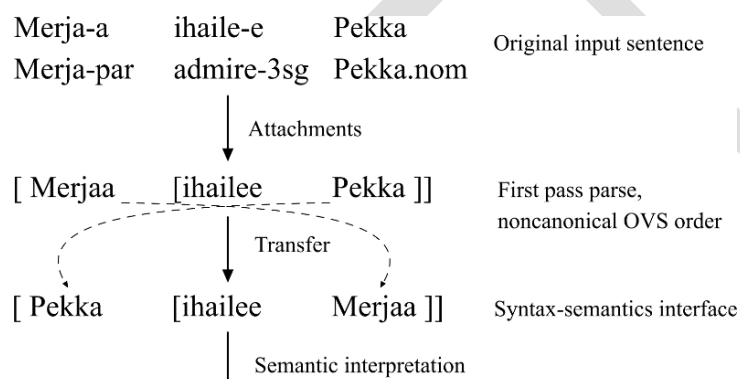 Merja-a ihaile-e Pekka
Original input sentence
Merja-par admire-3sg Pekka.nom
Attachments
[ Merjaa [ihailee Pekka ]]
First pass parse,
noncanonical OVS order
Transfer
[ Pekka [ihailee Merjaa ]]
Syntax-semantics interface
Semantic interpretation